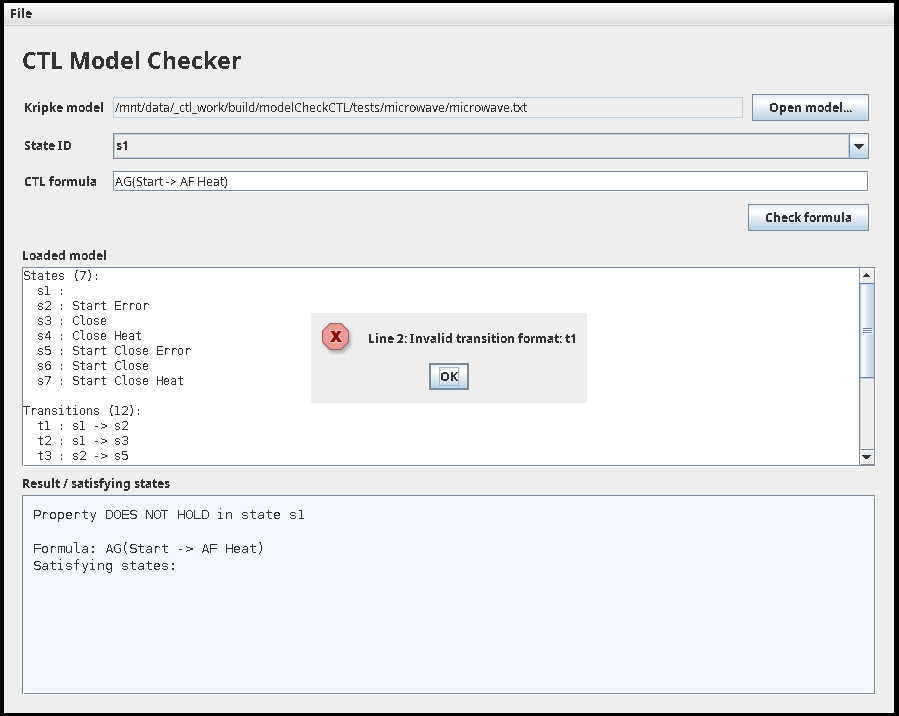 File
CTL Model Checker
Kripke model /mnt/data/_ctl_work/build/modelCheckCTL/tests/microwave/microwave.txt Open model...
State ID s1
CTL formula AG(Start -> AF Heat)
Check formula
Loaded model
States (7):
s1 :
s2 : Start Error
s3 : Close
s4 : Close Heat
s5 : Start Close Error
s6 : Start Close
s7 : Start Close Heat
Transitions (12):
t1 : s1 -> s2
t2 : s1 -> s3
t3 : s2 -> s5
X Line 2: Invalid transition format: t1
OK
Result / satisfying states
Property DOES NOT HOLD in state s1
Formula: AG(Start -> AF Heat)
Satisfying states: